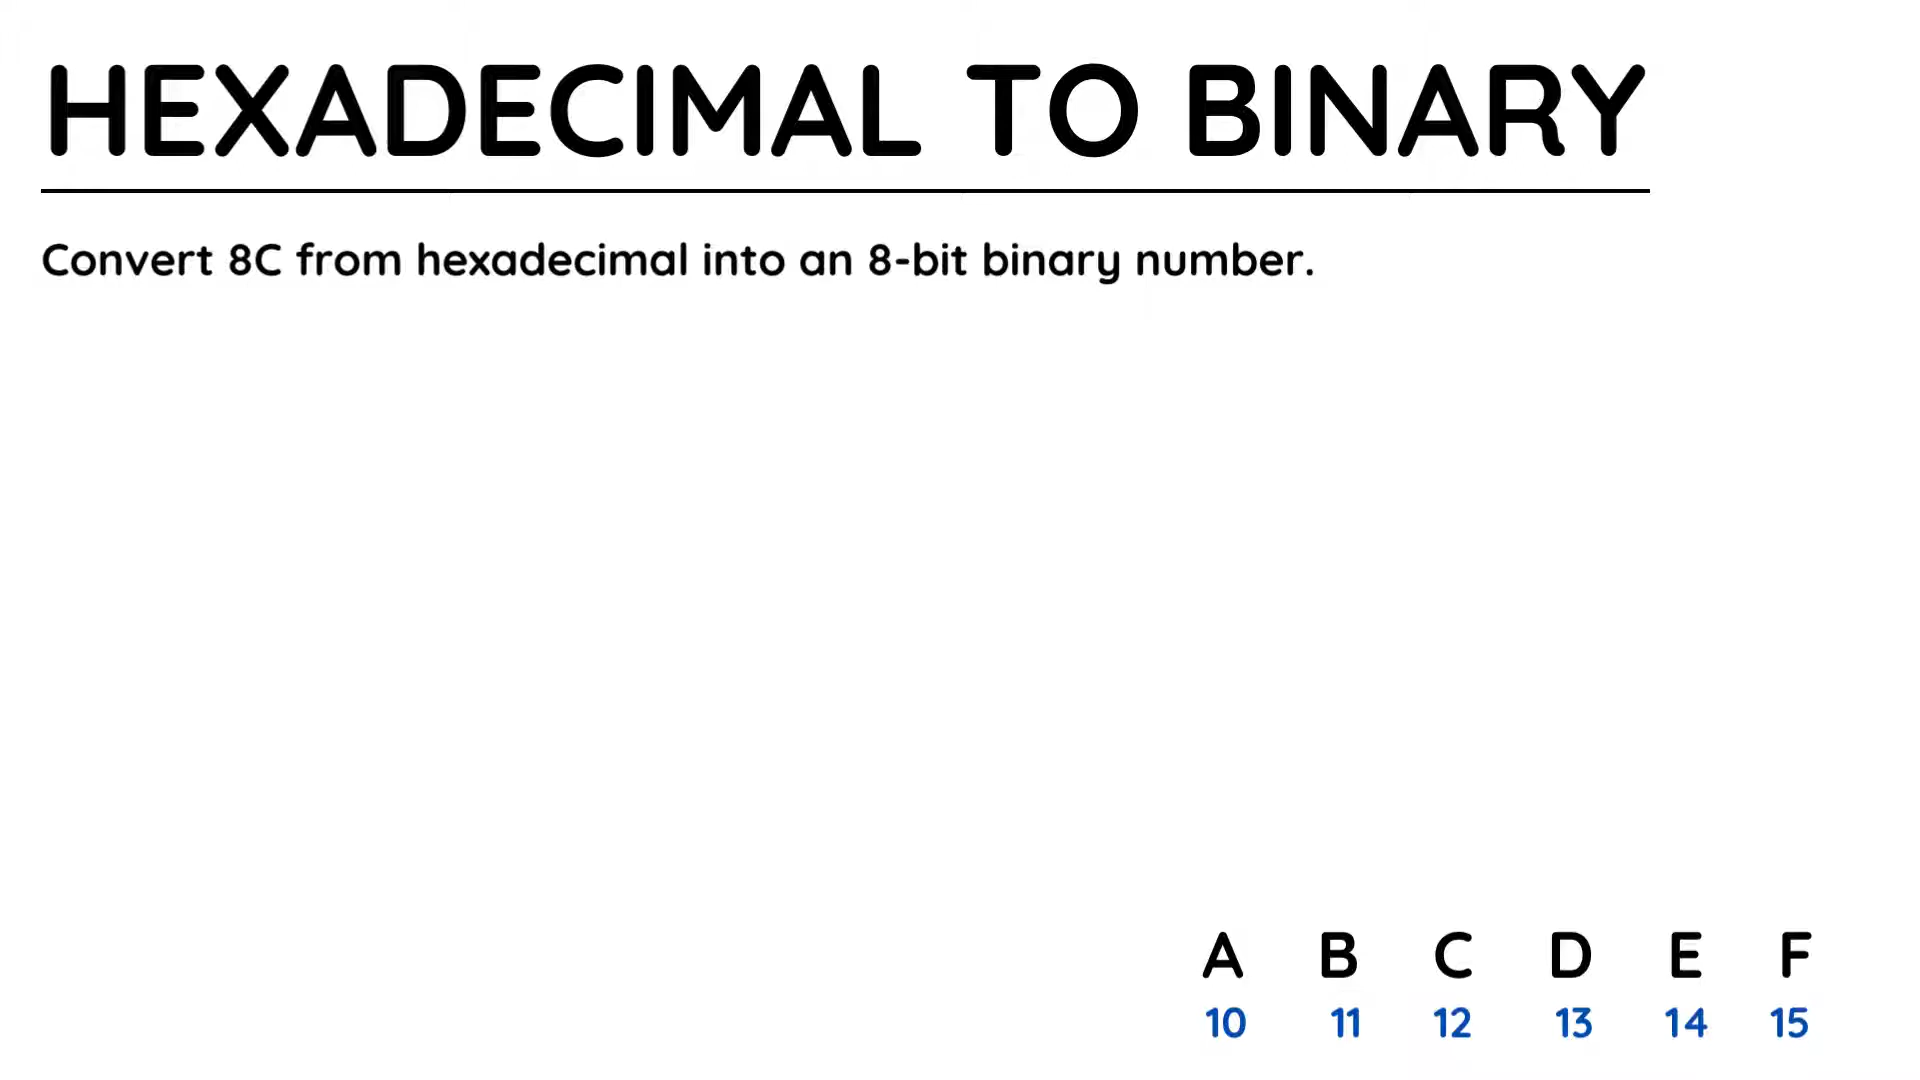 HEXADECIMAL TO BINARY
Convert 8C from hexadecimal into an 8-bit binary number.
A B C D E F
10 11 12 13 14 15